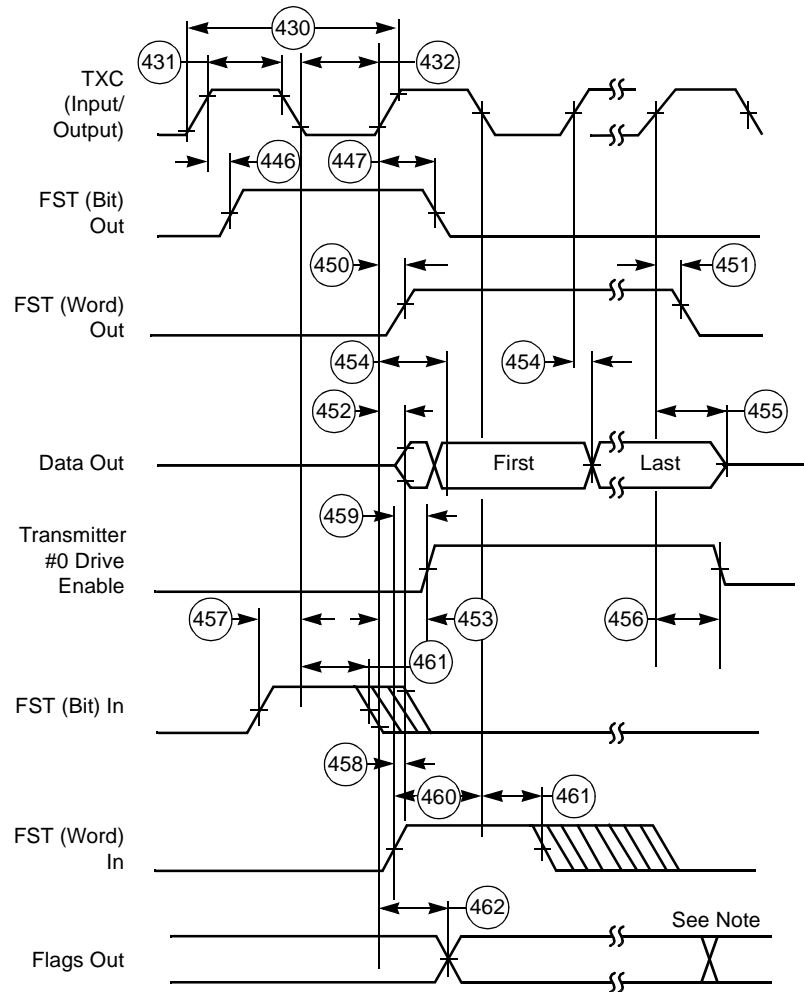 430
431
432
TXC
(Input/
Output)
446
447
FST (Bit)
Out
450
451
FST (Word)
Out
454
454
452
455
Data Out
First
Last
459
Transmitter
#0 Drive
Enable
457
453
456
461
FST (Bit) In
458
460
461
FST (Word)
In
462
See Note
Flags Out